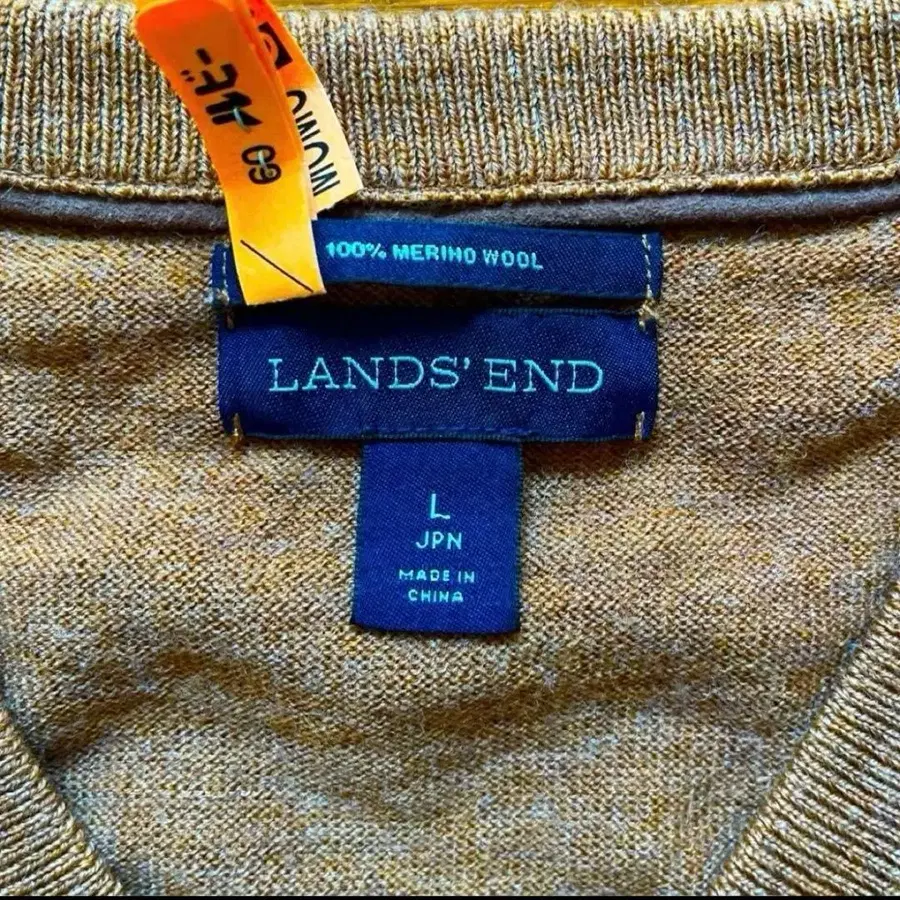 100% MERINO WOOL
LANDS' END
L
JPN
MADE IN
CHINA